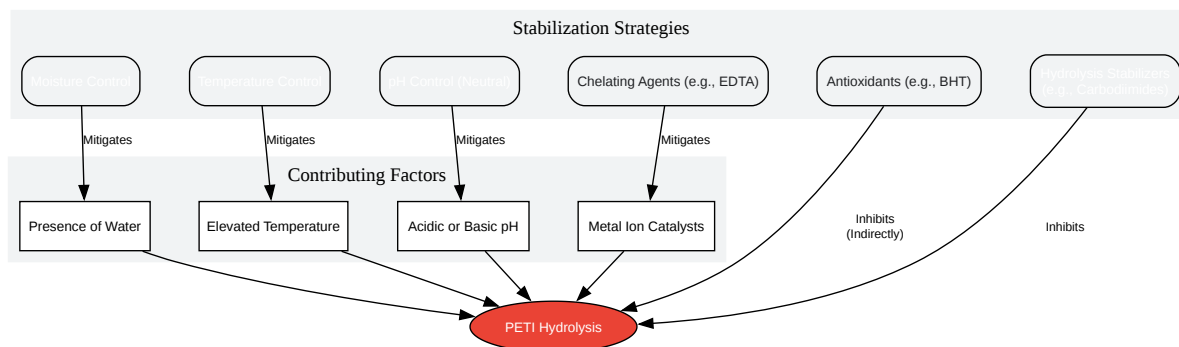 Stabilization Strategies
Moisture Control
Temperature Control
pH Control (Neutral)
Chelating Agents (e.g., EDTA)
Antioxidants (e.g., BHT)
Hydrolysis Stabilizers
(e.g., Carbodiimides)
Mitigates
Mitigates
Mitigates
Mitigates
Contributing Factors
Presence of Water
Elevated Temperature
Acidic or Basic pH
Metal Ion Catalysts
Inhibits
(Indirectly)
Inhibits
PETI Hydrolysis